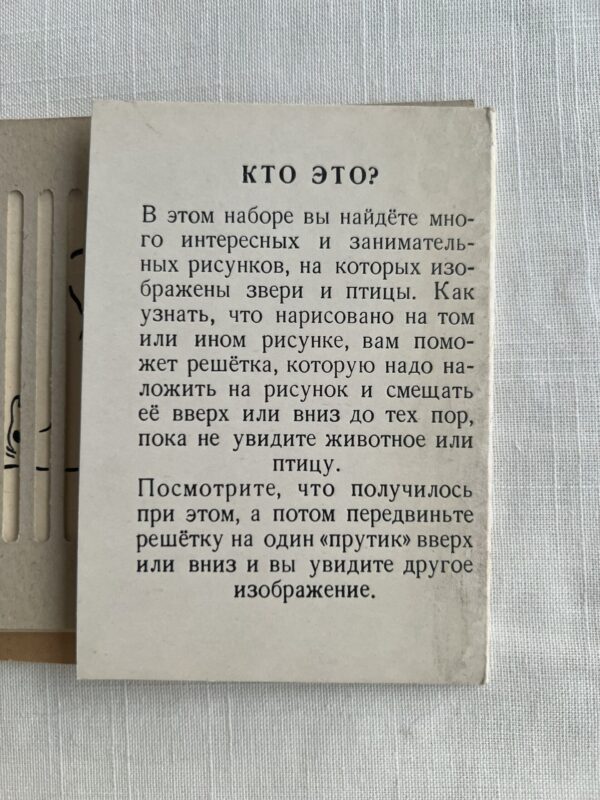 КТО ЭТО?
В этом наборе вы найдёте мно-
го интересных и заниматель-
ных рисунков, на которых изо-
бражены звери и птицы. Как
узнать, что нарисовано на том
или ином рисунке, вам помо-
жет решётка, которую надо на-
ложить на рисунок и смещать
её вверх или вниз до тех пор,
пока не увидите животное или
птицу.
Посмотрите, что получилось
при этом, а потом передвиньте
решётку на один «прутик» вверх
или вниз и вы увидите другое
изображение.